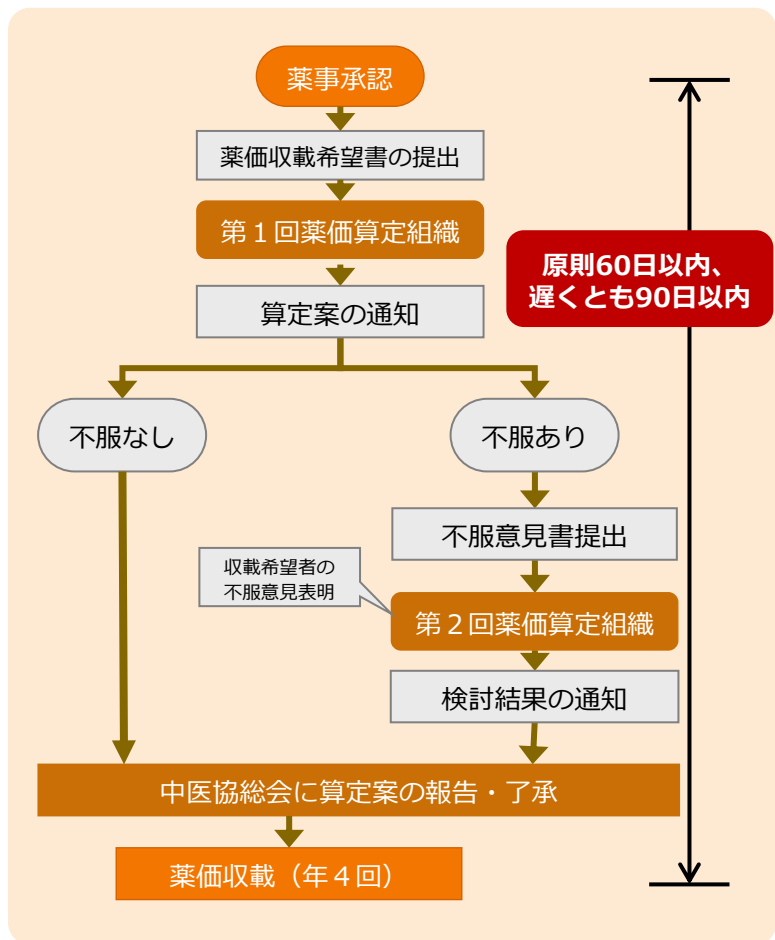 薬事承認
薬価収載希望書の提出
第１回薬価算定組織
原則60日以内、
遅くとも90日以内
算定案の通知
不服なし
不服あり
不服意見書提出
収載希望者の
不服意見表明
第２回薬価算定組織
検討結果の通知
中医協総会に算定案の報告・了承
薬価収載（年４回）